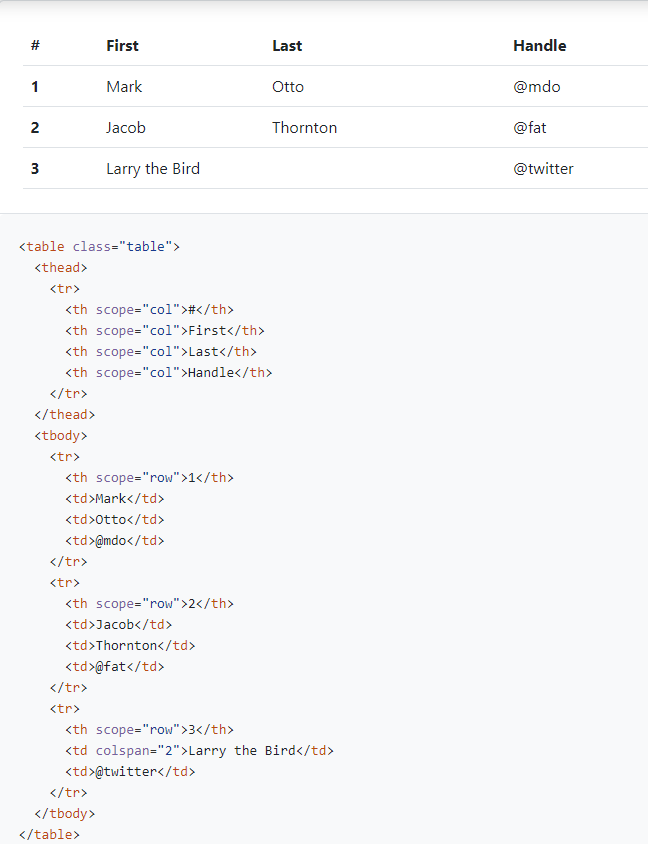 # First Last Handle
1 Mark Otto @mdo
2 Jacob Thornton @fat
3 Larry the Bird @twitter
<table class="table">
<thead>
<tr>
<th scope="col">#</th>
<th scope="col">First</th>
<th scope="col">Last</th>
<th scope="col">Handle</th>
</tr>
</thead>
<tbody>
<tr>
<th scope="row">1</th>
<td>Mark</td>
<td>Otto</td>
<td>@mdo</td>
</tr>
<tr>
<th scope="row">2</th>
<td>Jacob</td>
<td>Thornton</td>
<td>@fat</td>
</tr>
<tr>
<th scope="row">3</th>
<td colspan="2">Larry the Bird</td>
<td>@twitter</td>
</tr>
</tbody>
</table>